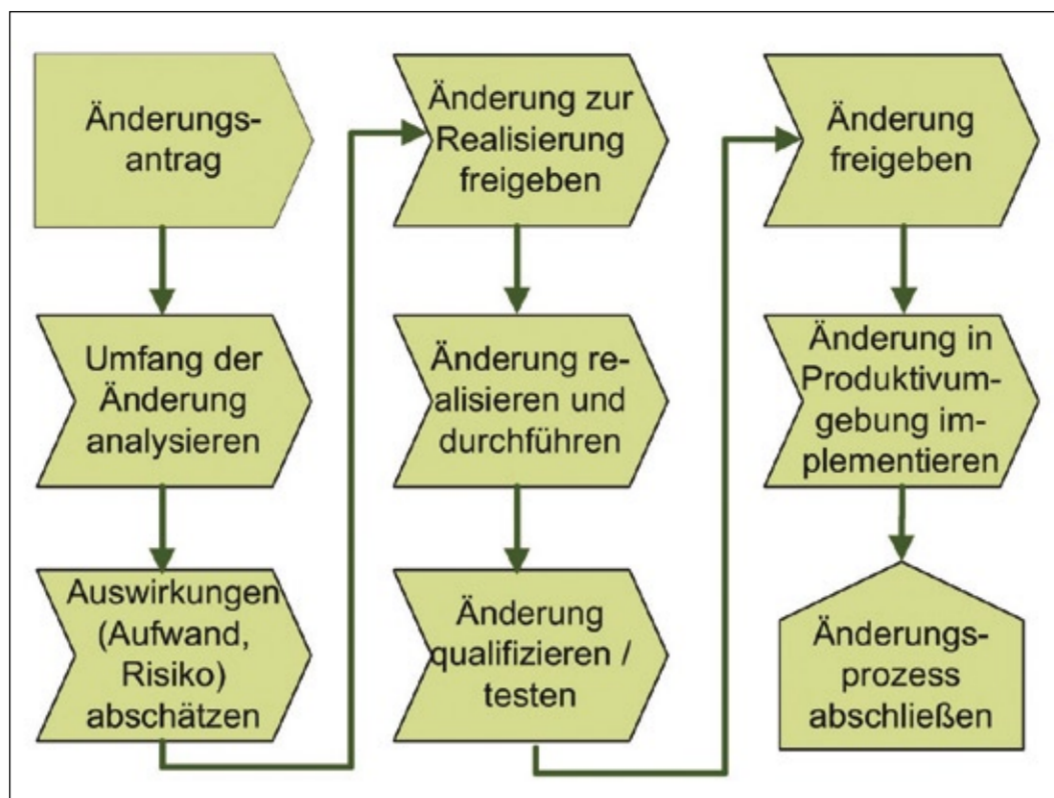 Änderungs-
antrag
Umfang der
Änderung
analysieren
Auswirkungen
(Aufwand,
Risiko)
abschätzen
Änderung zur
Realisierung
freigeben
Änderung re-
alisieren und
durchführen
Änderung
qualifizieren /
testen
Änderung
freigeben
Änderung in
Produktivum-
gebung im-
plementieren
Änderungs-
prozess
abschließen